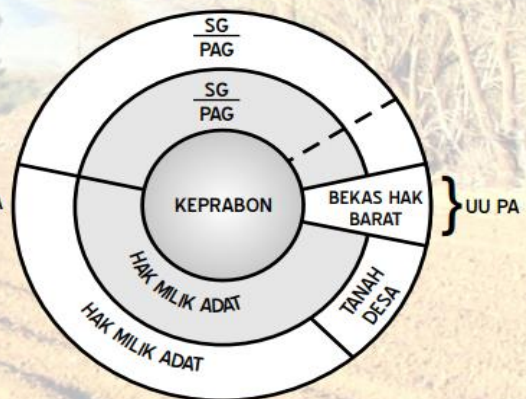 SG
PAG
SG
PAG
KEPRABON
BEKAS HAK
BARAT
} UU PA
A
HAK MILIK ADAT
TANAH
DESA
HAK MILIK ADAT